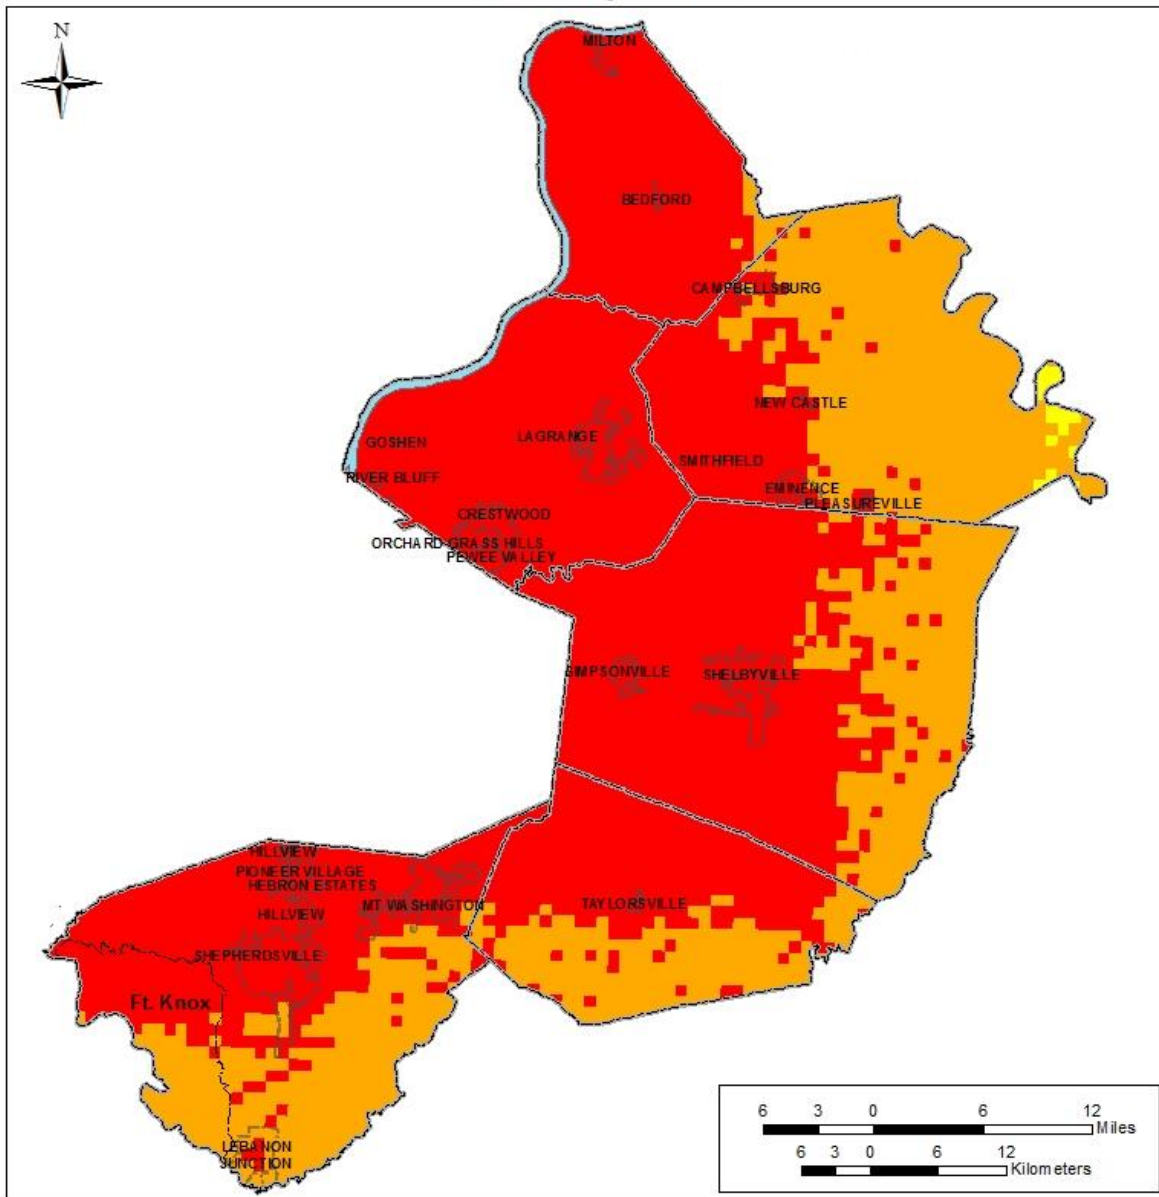 N
MILTON
BEDFORD
CAMPBELLSBURG
NEW CASTLE
LAGRANGE
GOSHEN
SMITHFIELD
RIVER BLUFF
EMINENCE
PLEASUREVILLE
CRESTWOOD
ORCHARD GRASS HILLS
PEWEE VALLEY
SIMPSONVILLE
SHELBYVILLE
HILLVIEW
PIONEER VILLAGE
HEBRON ESTATES
MT WASHINGTON
TAYLORSVILLE
HILLVIEW
SHEPHERDSVILLE
Ft. Knox
LEBANON
JUNCTION
6 3 0 6 12
Miles
6 3 0 6 12
Kilometers